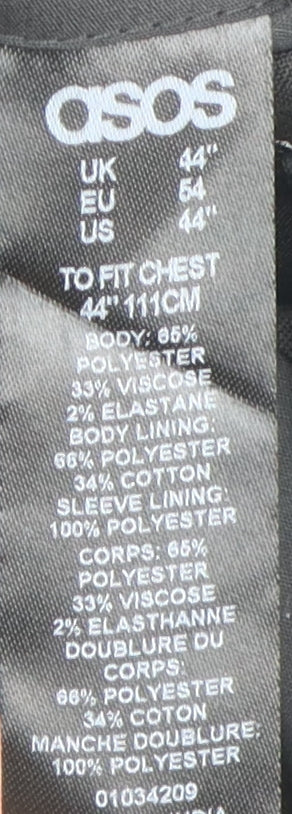 asos
UK 44"
EU 54
US 44"
TO FIT CHEST
44" 111CM
BODY: 65%
POLYESTER
33% VISCOSE
2% ELASTANE
BODY LINING:
66% POLYESTER
34% COTTON
SLEEVE LINING:
100% POLYESTER
CORPS: 65%
POLYESTER
33% VISCOSE
2% ELASTHANNE
DOUBLURE DU
CORPS:
66% POLYESTER
34% COTON
MANCHE DOUBLURE:
100% POLYESTER
01034209
INDIA